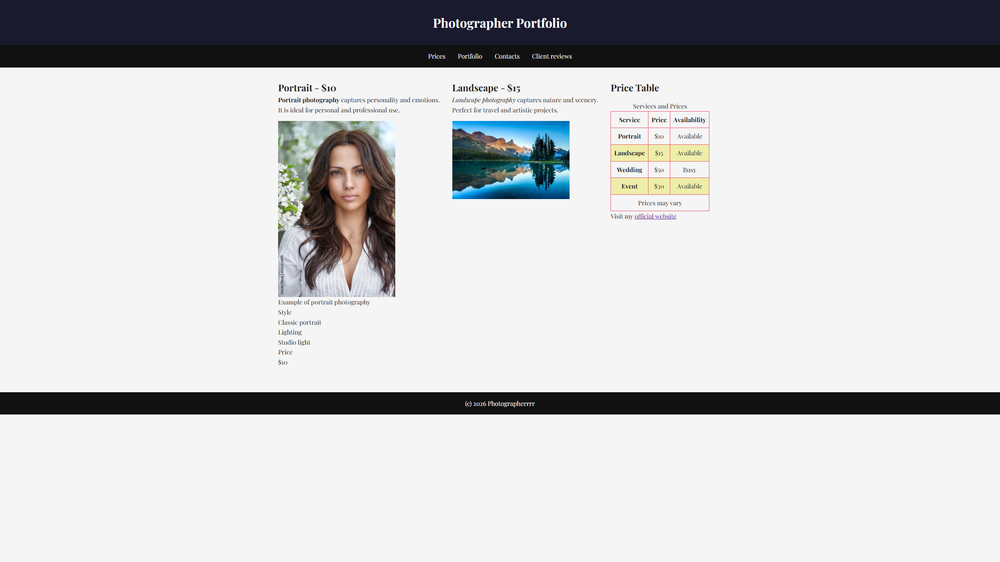 Photographer Portfolio
Prices Portfolio Contacts Client reviews
Portrait - $10
Portrait photography captures personality and emotions.
It is ideal for personal and professional use.
Adobe Stock | #368326871
Example of portrait photography
Style
Classic portrait
Lighting
Studio light
Price
$10
Landscape - $15
Landscape photography captures nature and scenery.
Perfect for travel and artistic projects.
Price Table
Services and Prices
Service Price Availability
Portrait $10 Available
Landscape $15 Available
Wedding $50 Busy
Event $30 Available
Prices may vary
Visit my official website
(c) 2026 Photographerrrr